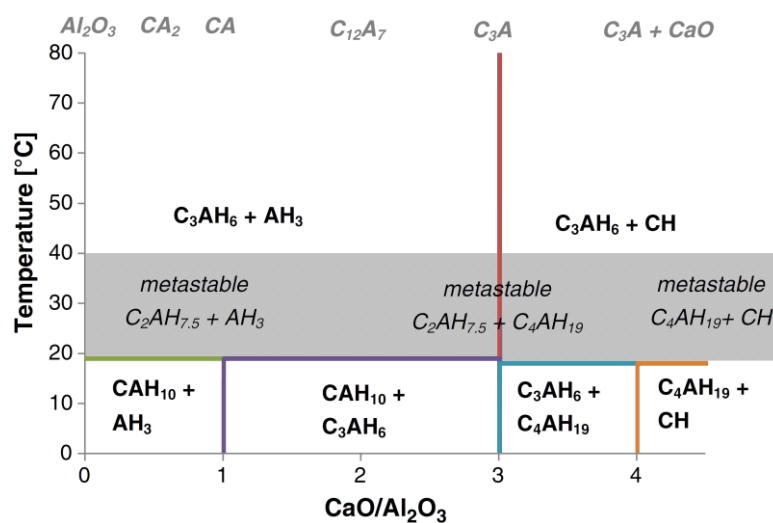 Al₂O₃ CA₂ CA C₁₂A₇ C₃A C₃A + CaO
80
70
60
50
40
30
20
10
0
Temperature [°C]
C₃AH₆ + AH₃
C₃AH₆ + CH
metastable
C₂AH₇.₅ + AH₃
metastable
C₂AH₇.₅ + C₄AH₁₉
metastable
C₄AH₁₉+ CH
CAH₁₀ +
AH₃
CAH₁₀ +
C₃AH₆
C₃AH₆ +
C₄AH₁₉
C₄AH₁₉ +
CH
0 1 2 3 4
CaO/Al₂O₃